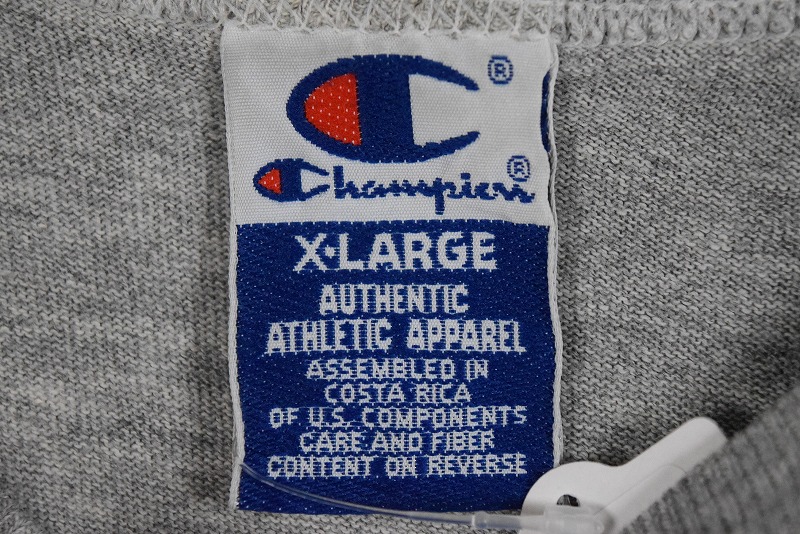 ®
Champion®
X·LARGE
AUTHENTIC
ATHLETIC APPAREL
ASSEMBLED IN
COSTA RICA
OF U.S. COMPONENTS
CARE AND FIBER
CONTENT ON REVERSE